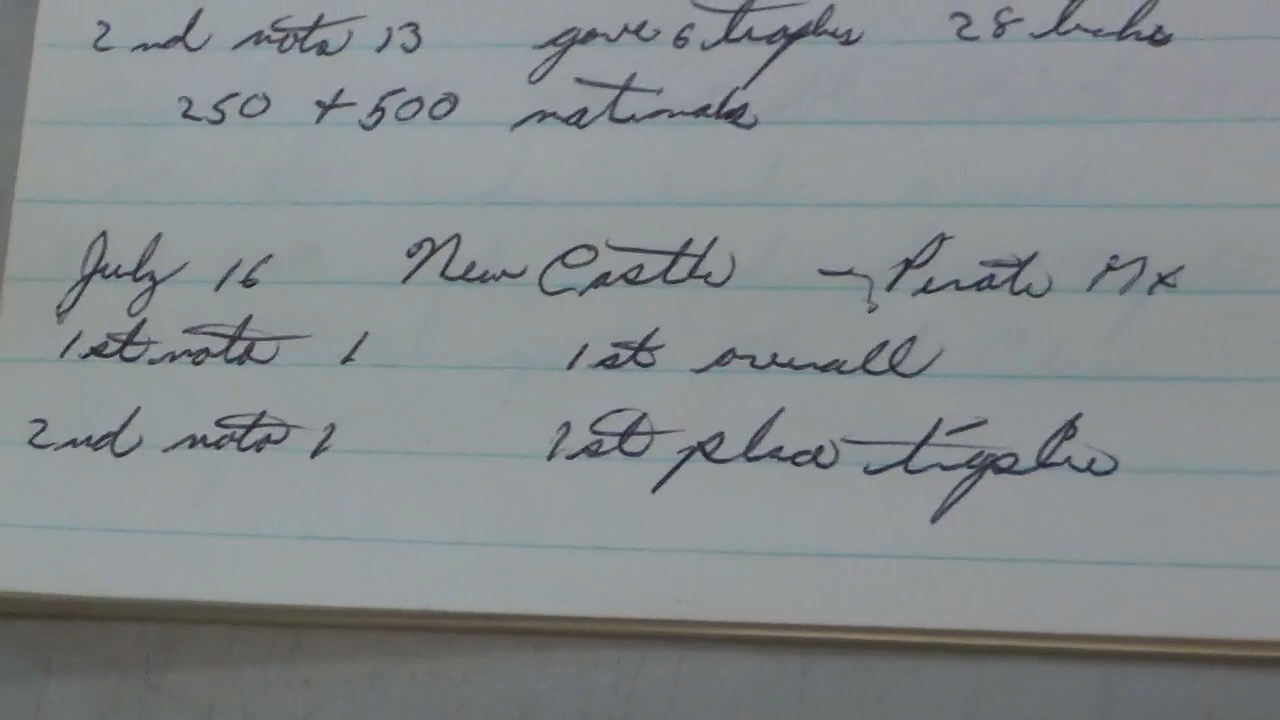 2nd moto 13 gave 6 trophies 28 bucks
250 + 500 nationals
July 16 New Castle - Pirate Mx
1st moto 1 1st overall
2nd moto 1 1st place trophie